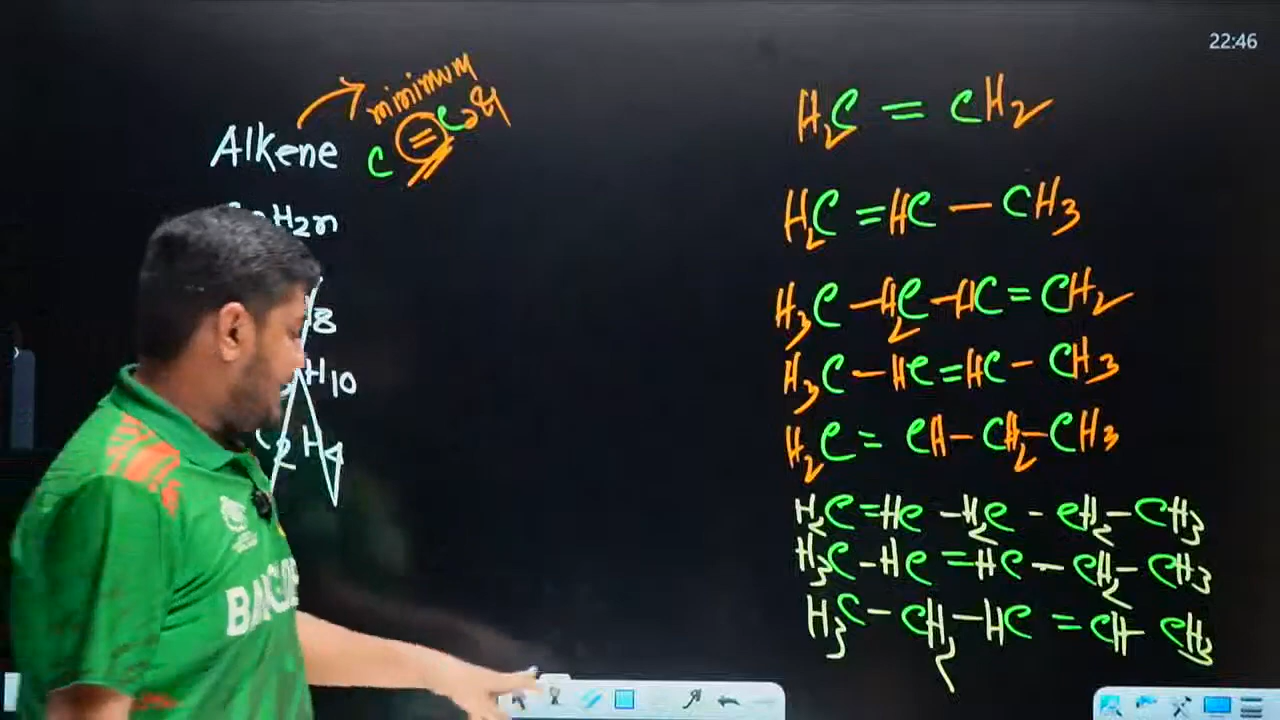 22:46
minimum
Alkene C = C
H2n
8
H10
C2H4
H2C = CH2
H2C = HC — CH3
H3C — H2C — HC = CH2
H3C — HC = HC — CH3
H2C = CH — CH2 — CH3
H2C = HC — H2C — CH2 — CH3
H3C — HC = HC — CH2 — CH3
H3C — CH2 — HC = CH — CH3
BAN